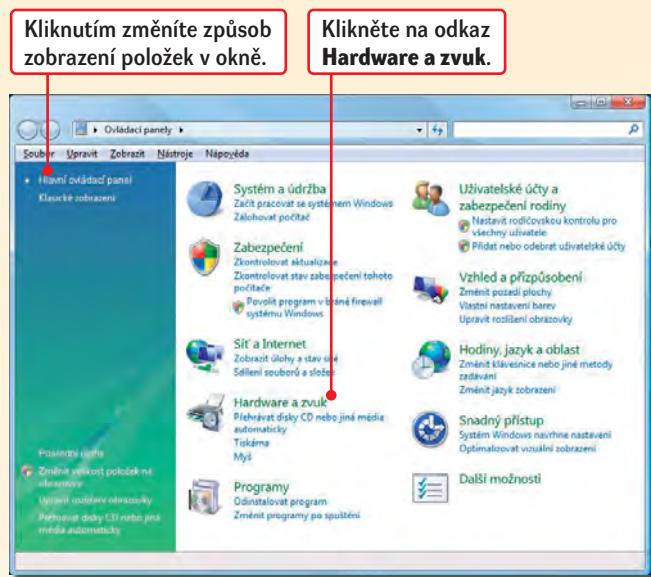 Kliknutím změníte způsob
zobrazení položek v okně.
Klikněte na odkaz
Hardware a zvuk.
Ovládací panely
Soubor Upravit Zobrazit Nástroje Nápověda
Hlavní ovládací panel
Klasické zobrazení
Poslední úlohy
Změnit velikost položek na
obrazovce
Upravit rozlišení obrazovky
Přehrávat disky CD nebo jiná
média automaticky
Systém a údržba
Začít pracovat se systémem Windows
Zálohovat počítač
Zabezpečení
Zkontrolovat aktualizace
Zkontrolovat stav zabezpečení tohoto
počítače
Povolit program v bráně firewall
systému Windows
Síť a Internet
Zobrazit úlohy a stav sítě
Sdílení souborů a složek
Hardware a zvuk
Přehrávat disky CD nebo jiná média
automaticky
Tiskárna
Myš
Programy
Odinstalovat program
Změnit programy po spuštění
Uživatelské účty a
zabezpečení rodiny
Nastavit rodičovskou kontrolu pro
všechny uživatele
Přidat nebo odebrat uživatelské účty
Vzhled a přizpůsobení
Změnit pozadí plochy
Vlastní nastavení barev
Upravit rozlišení obrazovky
Hodiny, jazyk a oblast
Změnit klávesnice nebo jiné metody
zadávání
Změnit jazyk zobrazení
Snadný přístup
Systém Windows navrhne nastavení
Optimalizovat vizuální zobrazení
Další možnosti